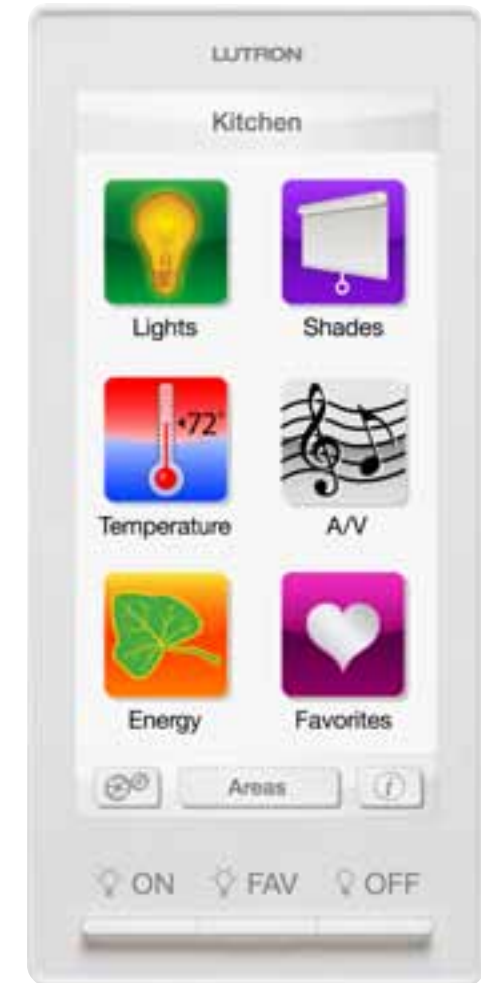 LUTRON
Kitchen
Lights Shades
72°
Temperature A/V
Energy Favorites
Areas i
ON FAV OFF